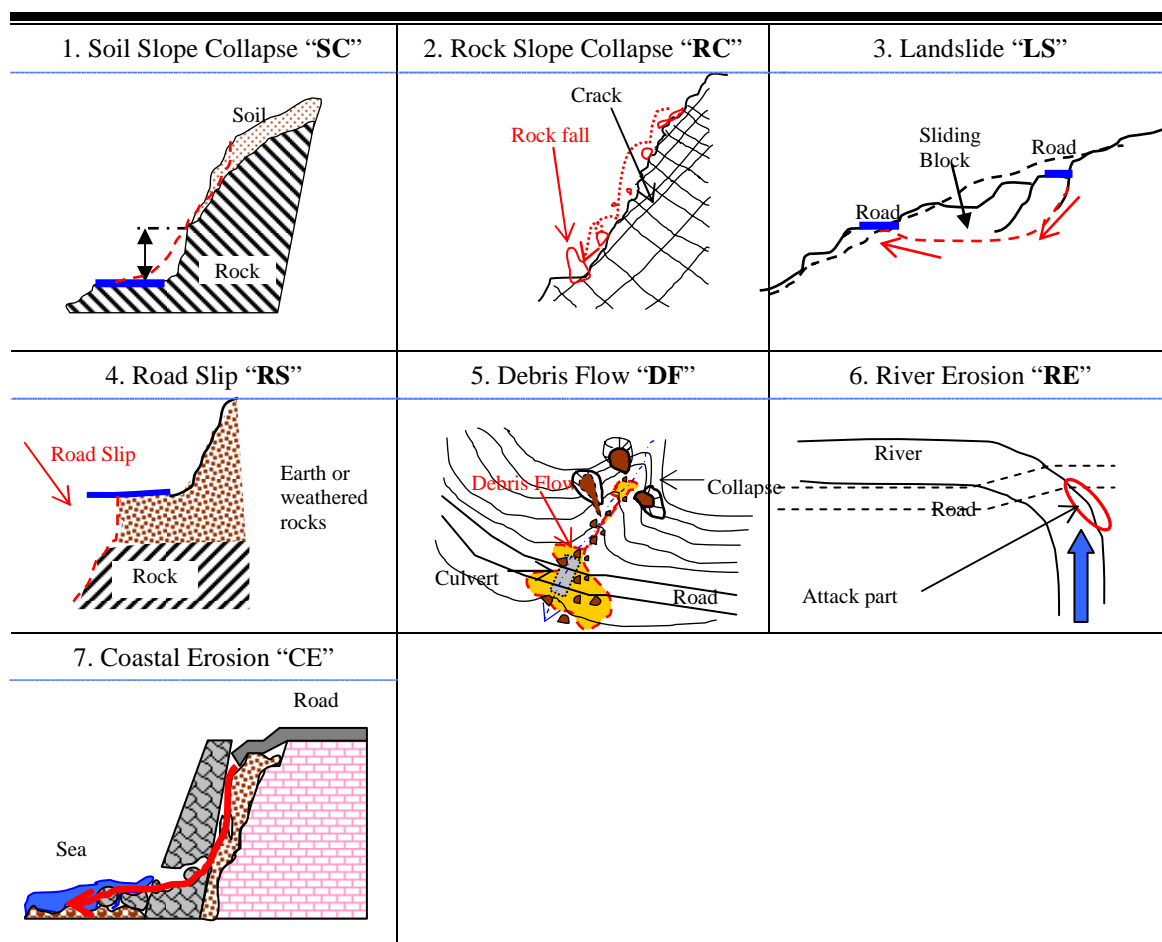 1. Soil Slope Collapse “SC”
2. Rock Slope Collapse “RC”
3. Landslide “LS”
Soil
Rock
Crack
Rock fall
Sliding
Block
Road
Road
4. Road Slip “RS”
5. Debris Flow “DF”
6. River Erosion “RE”
Road Slip
Earth or
weathered
rocks
Rock
Debris Flow
Collapse
Culvert
Road
River
Road
Attack part
7. Coastal Erosion “CE”
Road
Sea